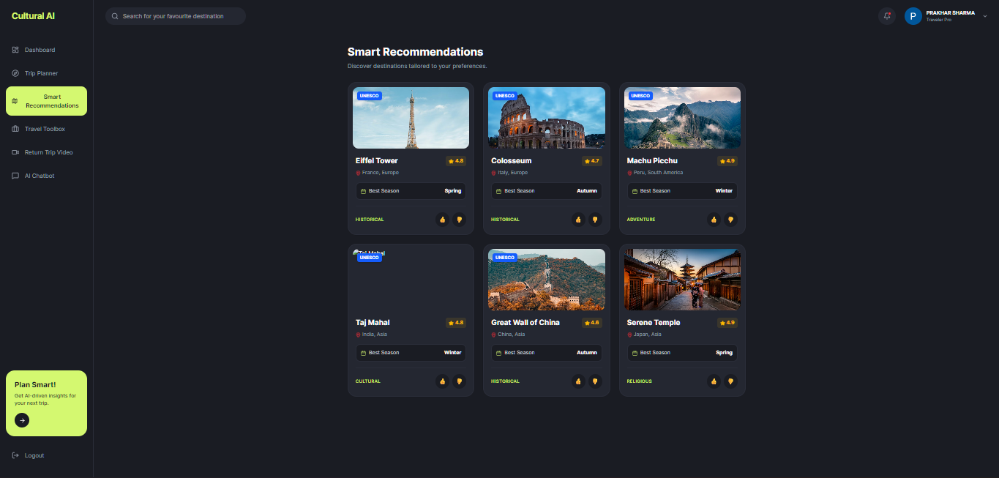 Cultural AI
Search for your favourite destination
P
PRAKHAR SHARMA
Traveler Pro
Dashboard
Trip Planner
Smart
Recommendations
Travel Toolbox
Return Trip Video
AI Chatbot
Plan Smart!
Get AI-driven insights for
your next trip.
Logout
Smart Recommendations
Discover destinations tailored to your preferences.
UNESCO
Eiffel Tower
4.8
France, Europe
Best Season
Spring
HISTORICAL
UNESCO
Colosseum
4.7
Italy, Europe
Best Season
Autumn
HISTORICAL
UNESCO
Machu Picchu
4.9
Peru, South America
Best Season
Winter
ADVENTURE
Taj Mahal
UNESCO
Taj Mahal
4.8
India, Asia
Best Season
Winter
CULTURAL
UNESCO
Great Wall of China
4.6
China, Asia
Best Season
Autumn
HISTORICAL
Serene Temple
4.9
Japan, Asia
Best Season
Spring
RELIGIOUS